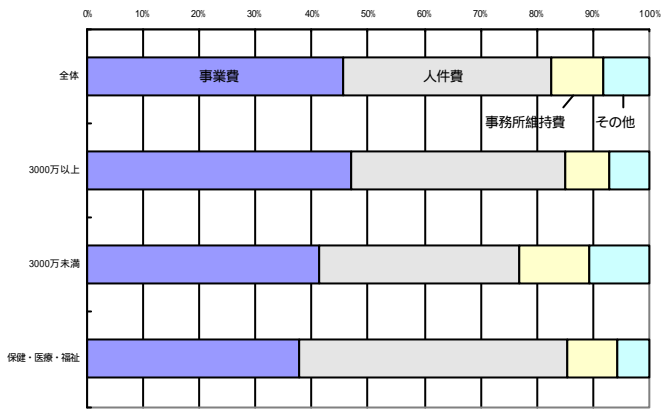 0% 10% 20% 30% 40% 50% 60% 70% 80% 90% 100%
全体
事業費 人件費
事務所維持費 その他
3000万以上
3000万未満
保健・医療・福祉